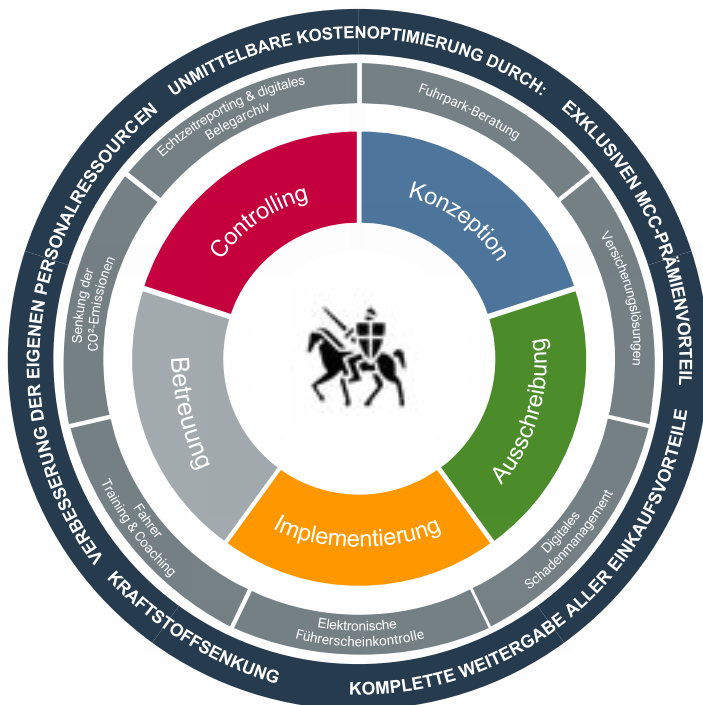 UNMITTELBARE KOSTENOPTIMIERUNG DURCH:
EXKLUSIVEN MCC-PRÄMIENVORTEIL
KOMPLETTE WEITERGABE ALLER EINKAUFSVORTEILE
KRAFTSTOFFSENKUNG
VERBESSERUNG DER EIGENEN PERSONALRESSOURCEN
Fuhrpark-Beratung
Versicherungslösungen
Digitales
Schadenmanagement
Elektronische
Führerscheinkontrolle
Fahrer
Training & Coaching
Senkung der
CO²-Emissionen
Echtzeitreporting & digitales
Belegarchiv
Konzeption
Ausschreibung
Implementierung
Betreuung
Controlling